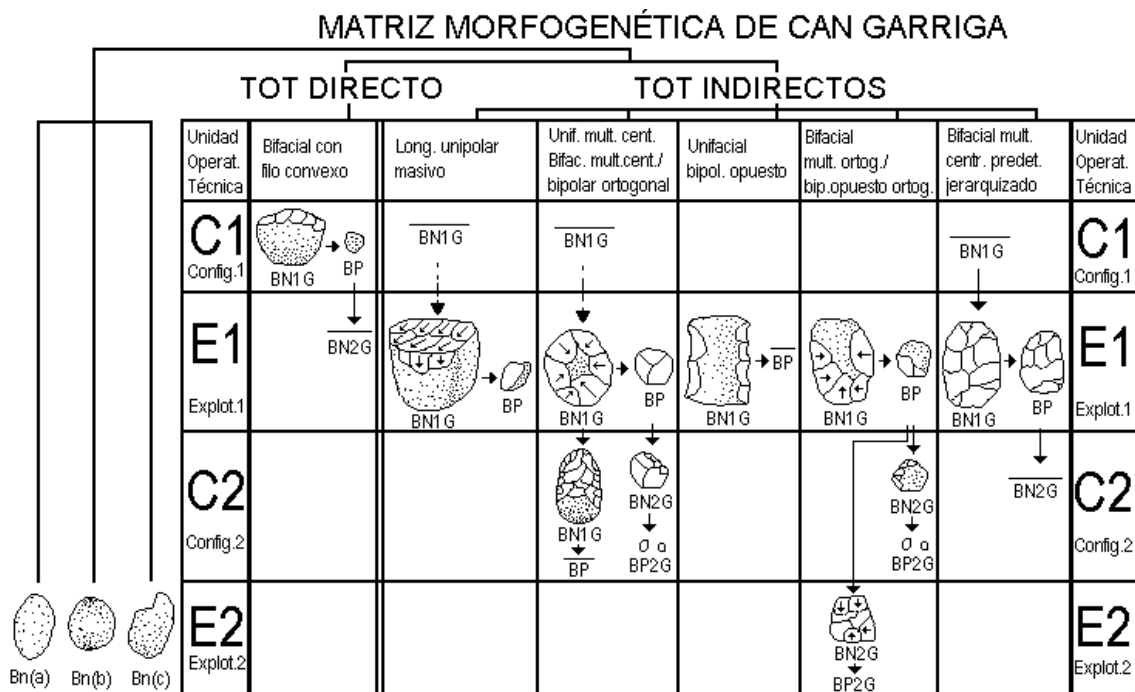 MATRIZ MORFOGENÉTICA DE CAN GARRIGA
TOT DIRECTO
TOT INDIRECTOS
Unidad
Operat.
Técnica
Bifacial con
filo convexo
Long. unipolar
masivo
Unif. mult. cent.
Bifac. mult.cent./
bipolar ortogonal
Unifacial
bipol. opuesto
Bifacial
mult. ortog./
bip.opuesto ortog.
Bifacial mult.
centr. predet.
jerarquizado
Unidad
Operat.
Técnica
C1
Config.1
BN1G
BP
BN1G
BN1G
BN1G
C1
Config.1
E1
Explot.1
BN2G
BN1G
BP
BN1G
BP
BN1G
BP
BN1G
BP
BN1G
BP
E1
Explot.1
C2
Config.2
BN1G
BP
BN2G
BP2G
BN2G
BP2G
BN2G
C2
Config.2
E2
Explot.2
BN2G
BP2G
E2
Explot.2
Bn(a)
Bn(b)
Bn(c)